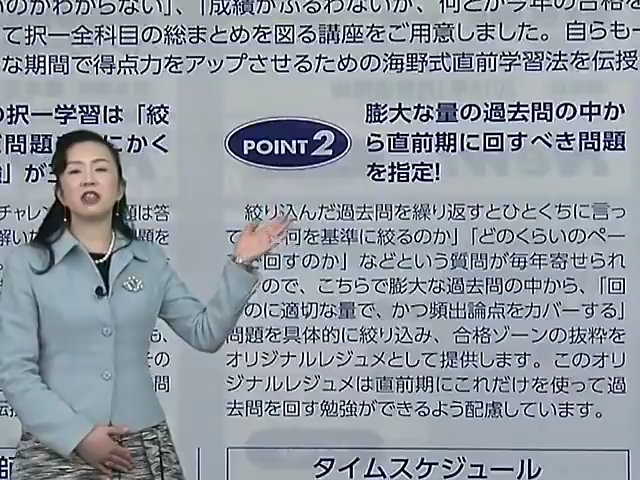 のかわからない」、「成績がふるわないが、何とか今年の合格を
て択一全科目の総まとめを図る講座をご用意しました。自らも一
な期間で得点力をアップさせるための海野式直前学習法を伝授
の択一学習は「絞
POINT 2
膨大な量の過去問の中か
ら直前期に回すべき問題
を指定!
絞り込んだ過去問を繰り返すとひとくちに言っ
て 何を基準に絞るのか」「どのくらいのペー
回すのか」などという質問が毎年寄せられ
ので、こちらで膨大な過去問の中から、「回
のに適切な量で、かつ頻出論点をカバーする」
問題を具体的に絞り込み、合格ゾーンの抜粋を
オリジナルレジュメとして提供します。このオリ
ジナルレジュメは直前期にこれだけを使って過
去問を回す勉強ができるよう配慮しています。
タイムスケジュール